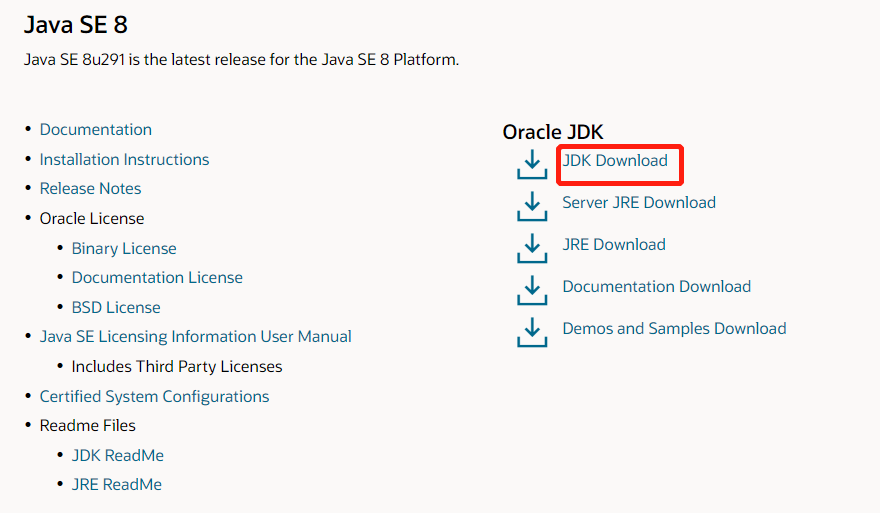 Java SE 8
Java SE 8u291 is the latest release for the Java SE 8 Platform.
Documentation
Installation Instructions
Release Notes
Oracle License
Binary License
Documentation License
BSD License
Java SE Licensing Information User Manual
Includes Third Party Licenses
Certified System Configurations
Readme Files
JDK ReadMe
JRE ReadMe
Oracle JDK
JDK Download
Server JRE Download
JRE Download
Documentation Download
Demos and Samples Download